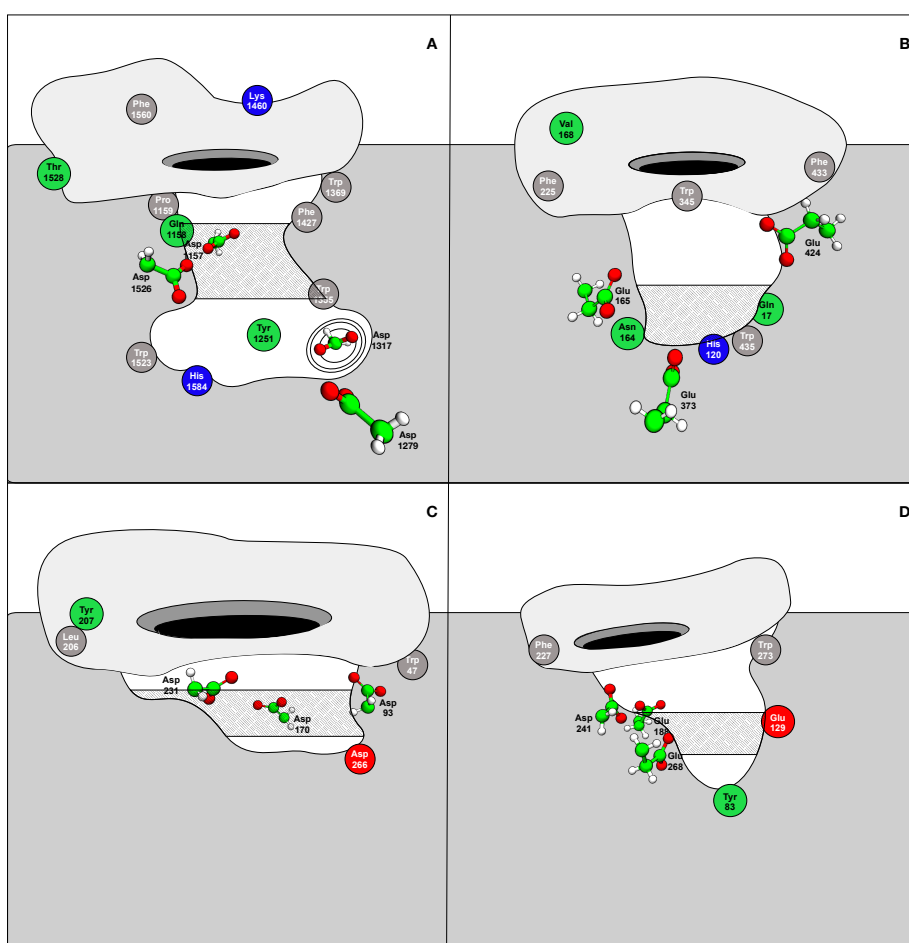 A
Phe
1560
Lys
1460
Thr
1528
Trp
1369
Pro
1159
Phe
1427
Gln
1158
Asp
1157
Asp
1526
Trp
1335
Tyr
1251
Asp
1317
Trp
1523
His
1584
Asp
1279
B
Val
168
Phe
433
Phe
225
Trp
345
Glu
424
Glu
165
Gln
17
Asn
164
Trp
435
His
120
Glu
373
C
Tyr
207
Leu
206
Trp
47
Asp
231
Asp
93
Asp
170
Asp
266
D
Phe
227
Trp
273
Asp
241
Glu
188
Glu
129
Glu
268
Tyr
83